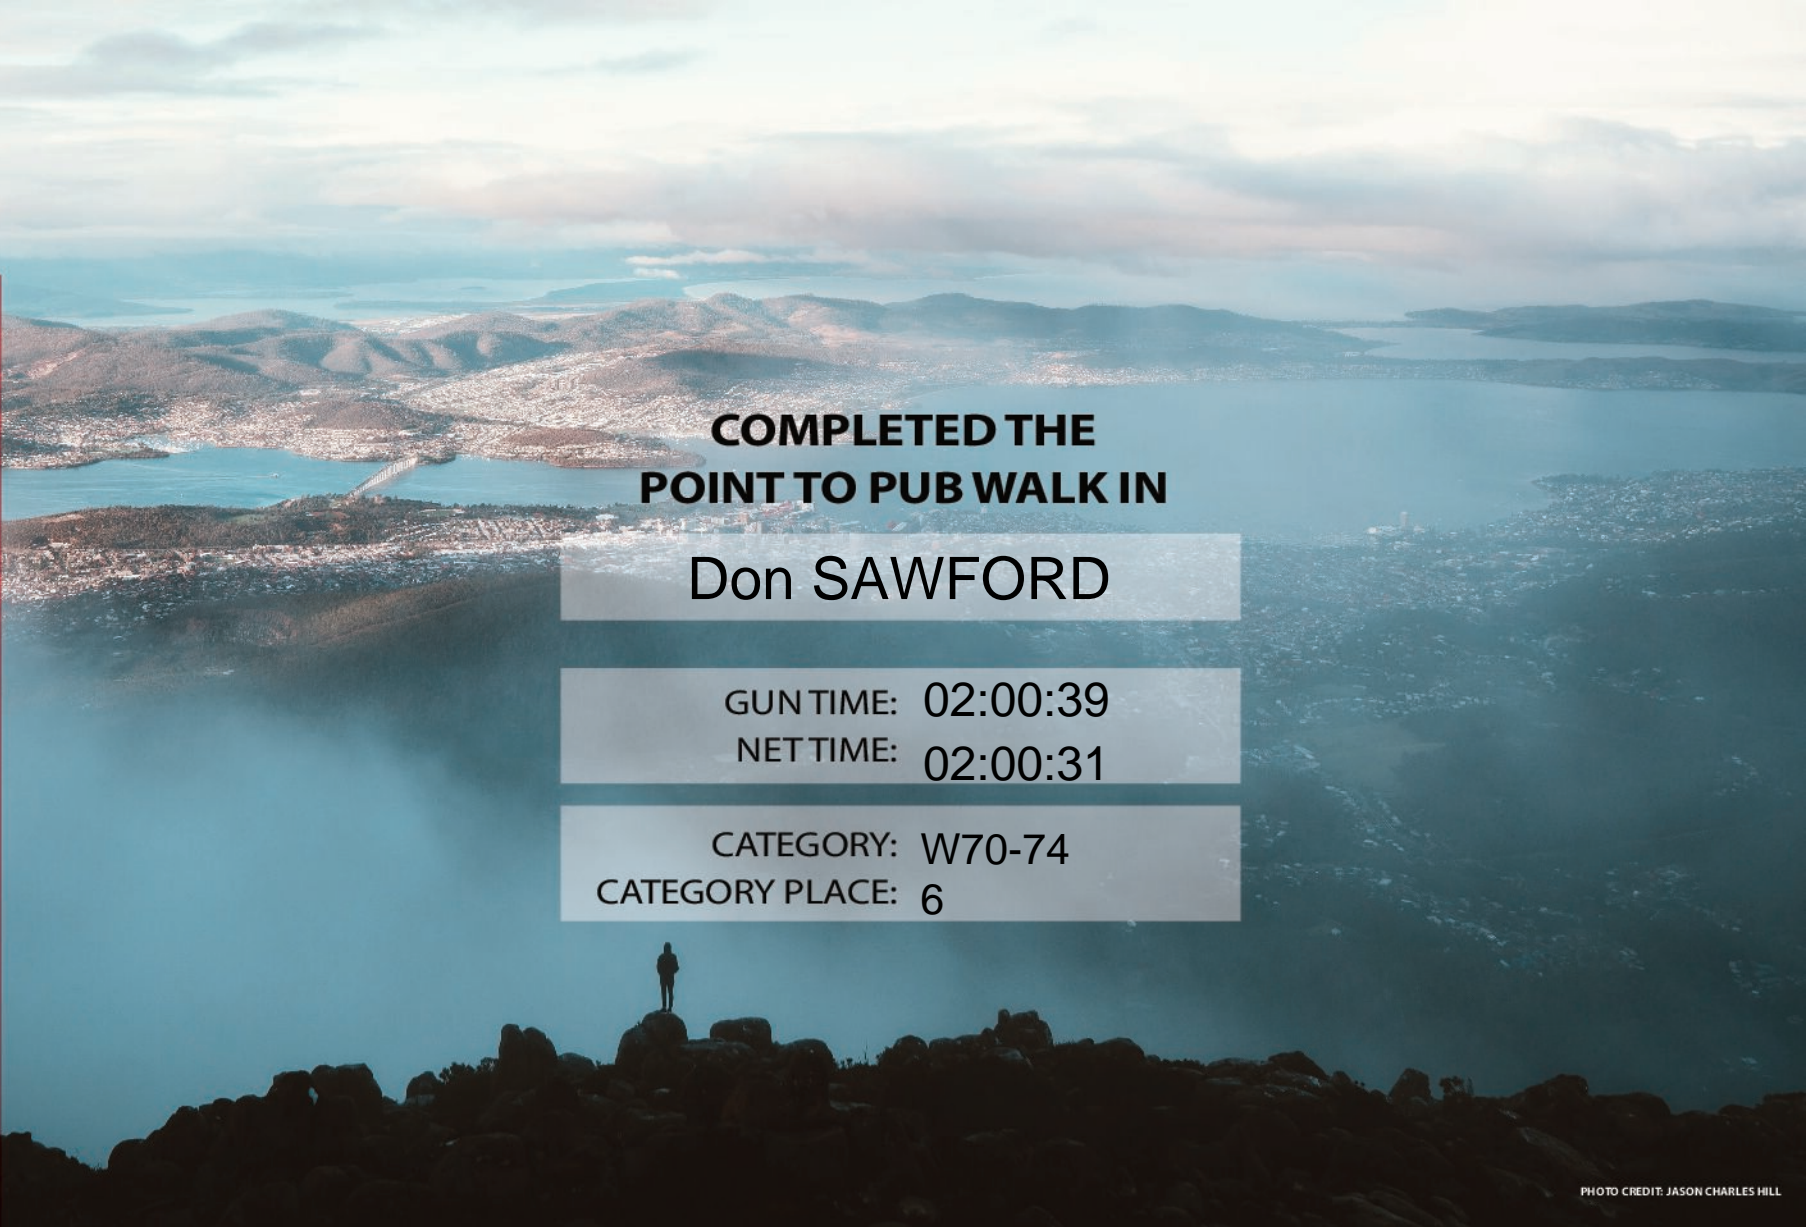 COMPLETED THE
POINT TO PUB WALK IN
Don SAWFORD
GUN TIME: 02:00:39
NET TIME: 02:00:31
CATEGORY: W70-74
CATEGORY PLACE: 6
PHOTO CREDIT: JASON CHARLES HILL